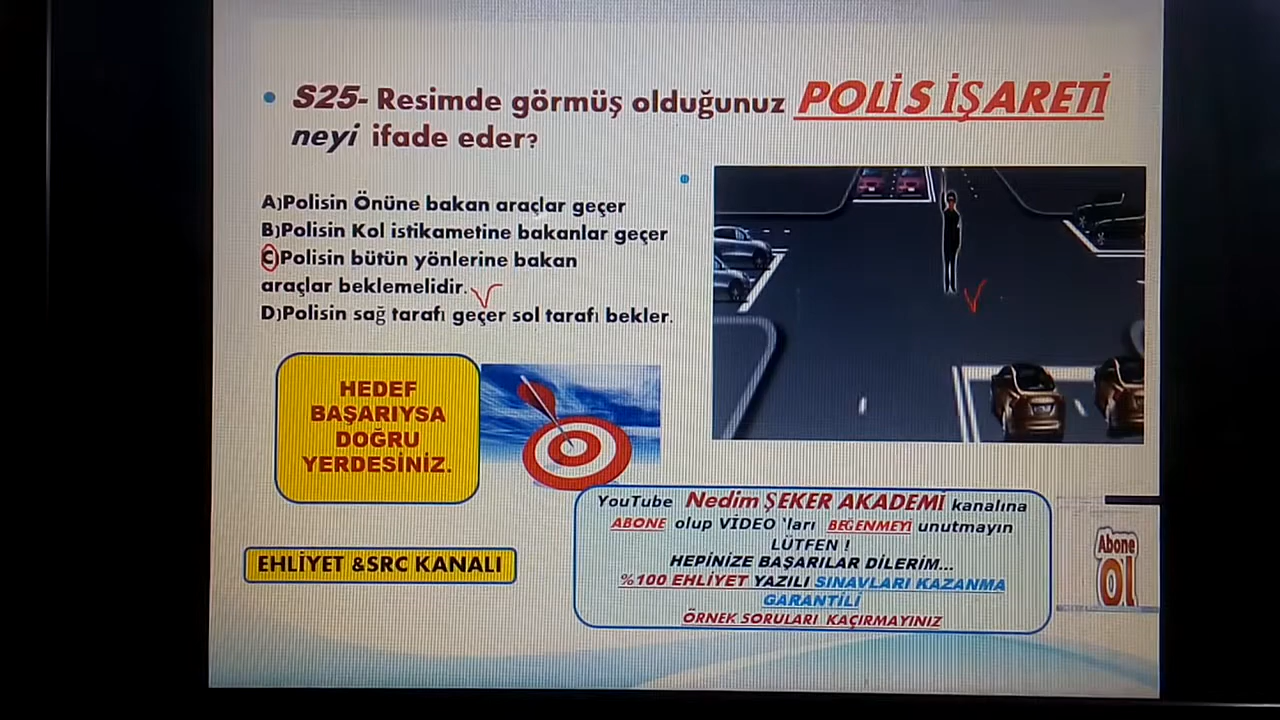 S25- Resimde görmüş olduğunuz POLİS İŞARETİ
neyi ifade eder?
A)Polisin Önüne bakan araçlar geçer
B)Polisin Kol istikametine bakanlar geçer
C)Polisin bütün yönlerine bakan
araçlar beklemelidir.
D)Polisin sağ tarafı geçer sol tarafı bekler.
HEDEF
BAŞARIYSA
DOĞRU
YERDESİNİZ.
EHLİYET &SRC KANALI
YouTube Nedim ŞEKER AKADEMİ kanalına
ABONE olup VİDEO 'ları BEĞENMEYİ unutmayın
LÜTFEN !
HEPİNİZE BAŞARILAR DİLERİM...
%100 EHLİYET YAZILI SINAVLARI KAZANMA
GARANTİLİ
ÖRNEK SORULARI KAÇIRMAYINIZ
Abone
Ol